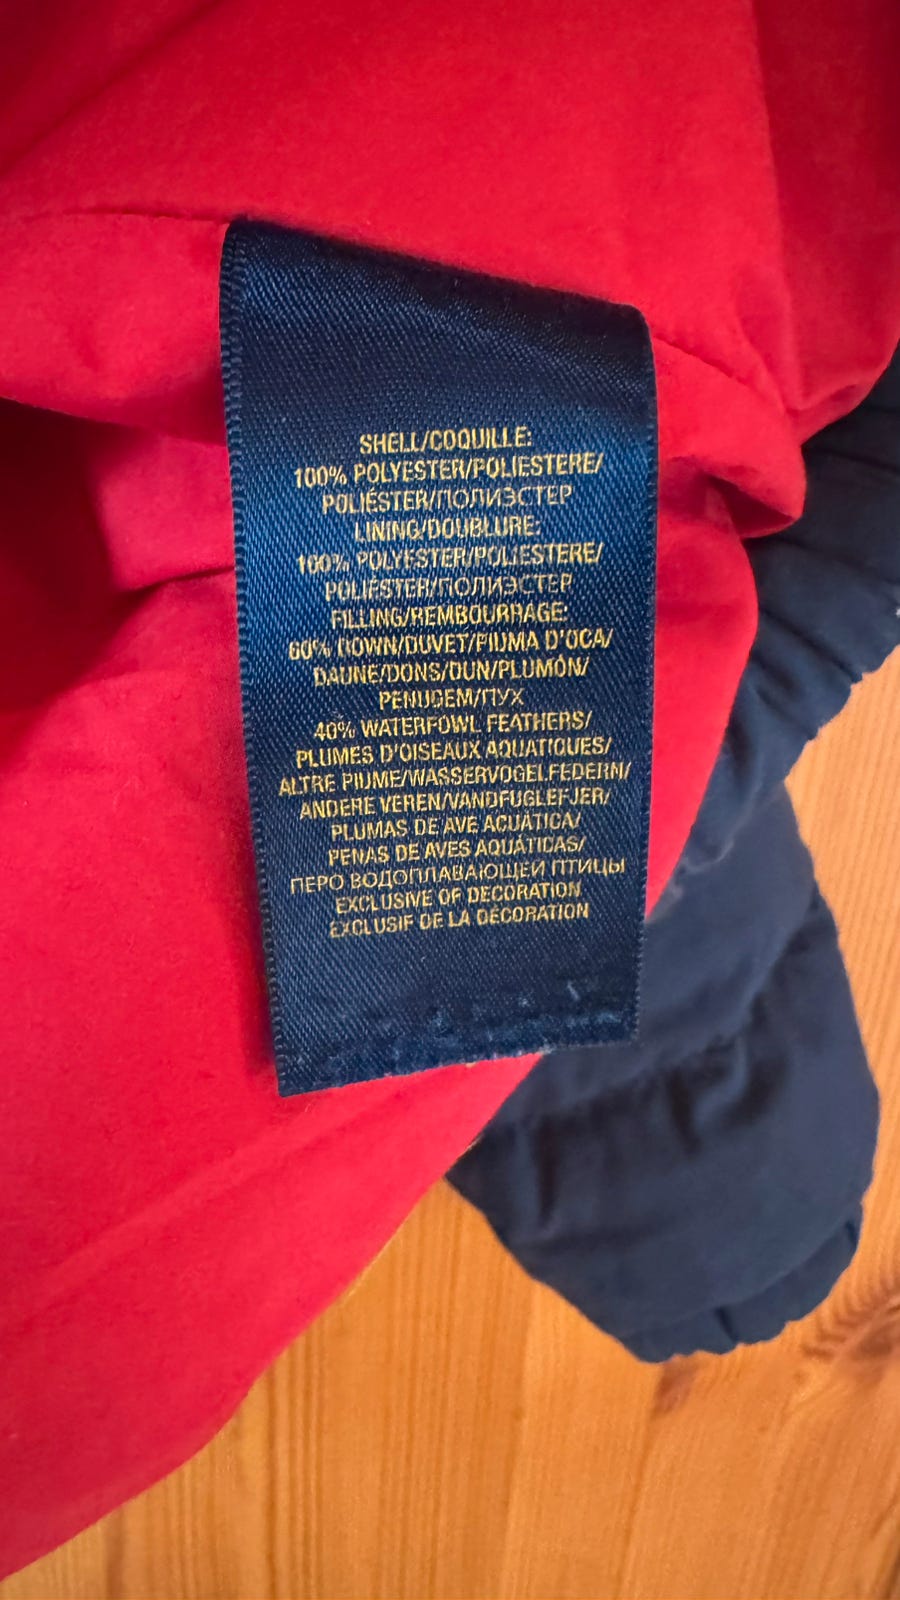 SHELL/COQUILLE:
100% POLYESTER/POLIESTERE/
POLIÉSTER/ПОЛИЭСТЕР
LINING/DOUBLURE:
100% POLYESTER/POLIESTERE/
POLIÉSTER/ПОЛИЭСТЕР
FILLING/REMBOURRAGE:
60% DOWN/DUVET/PIUMA D'OCA/
DAUNE/DONS/DUN/PLUMÓN/
PENUGEM/ПУХ
40% WATERFOWL FEATHERS/
PLUMES D'OISEAUX AQUATIQUES/
ALTRE PIUME/WASSERVOGELFEDERN/
ANDERE VEREN/VANDFUGLEFJER/
PLUMAS DE AVE ACUÁTICA/
PENAS DE AVES AQUÁTICAS/
ПЕРО ВОДОПЛАВАЮЩЕЙ ПТИЦЫ
EXCLUSIVE OF DECORATION
EXCLUSIF DE LA DÉCORATION